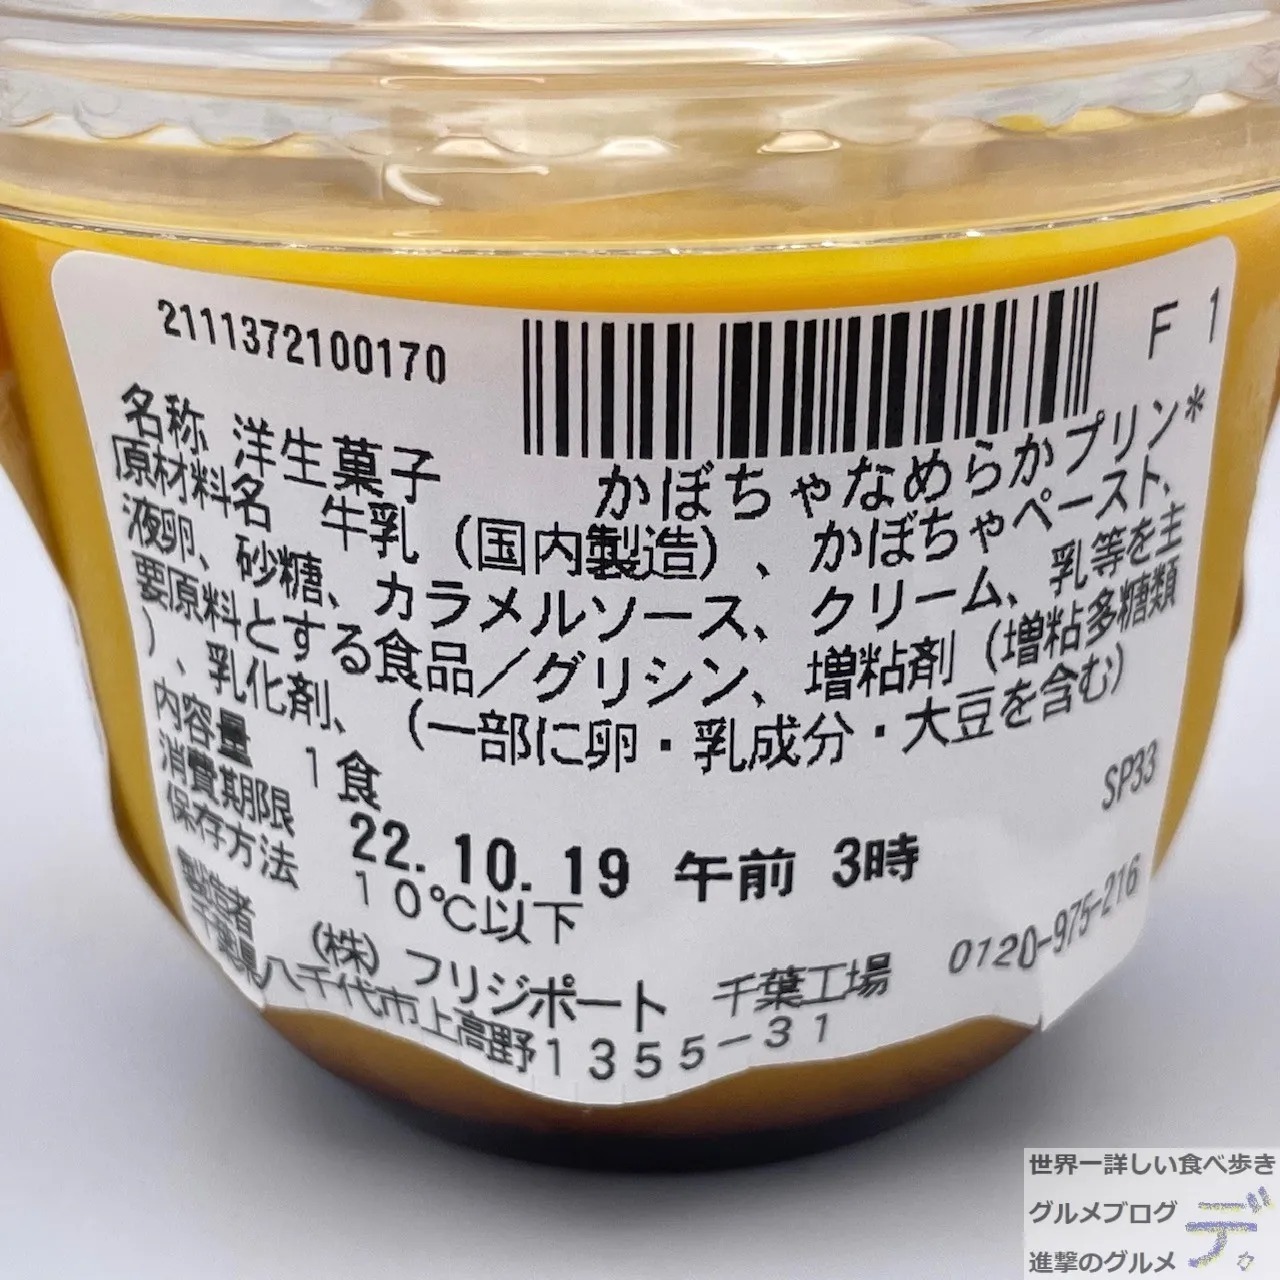 2111372100170
F 1
名称 洋生菓子 かぼちゃなめらかプリン*
原材料名 牛乳（国内製造）、かぼちゃペースト、
液卵、砂糖、カラメルソース、クリーム、乳等を主
要原料とする食品／グリシン、増粘剤（増粘多糖類
）、乳化剤、（一部に卵・乳成分・大豆を含む）
内容量 1食
SP33
消費期限 22.10.19 午前 3時
保存方法 10℃以下
製造者 (株) フリジポート 千葉工場 0120-975-216
千葉県八千代市上高野1355-31
世界一詳しい食べ歩き
グルメブログ
進撃のグルメ
デカ